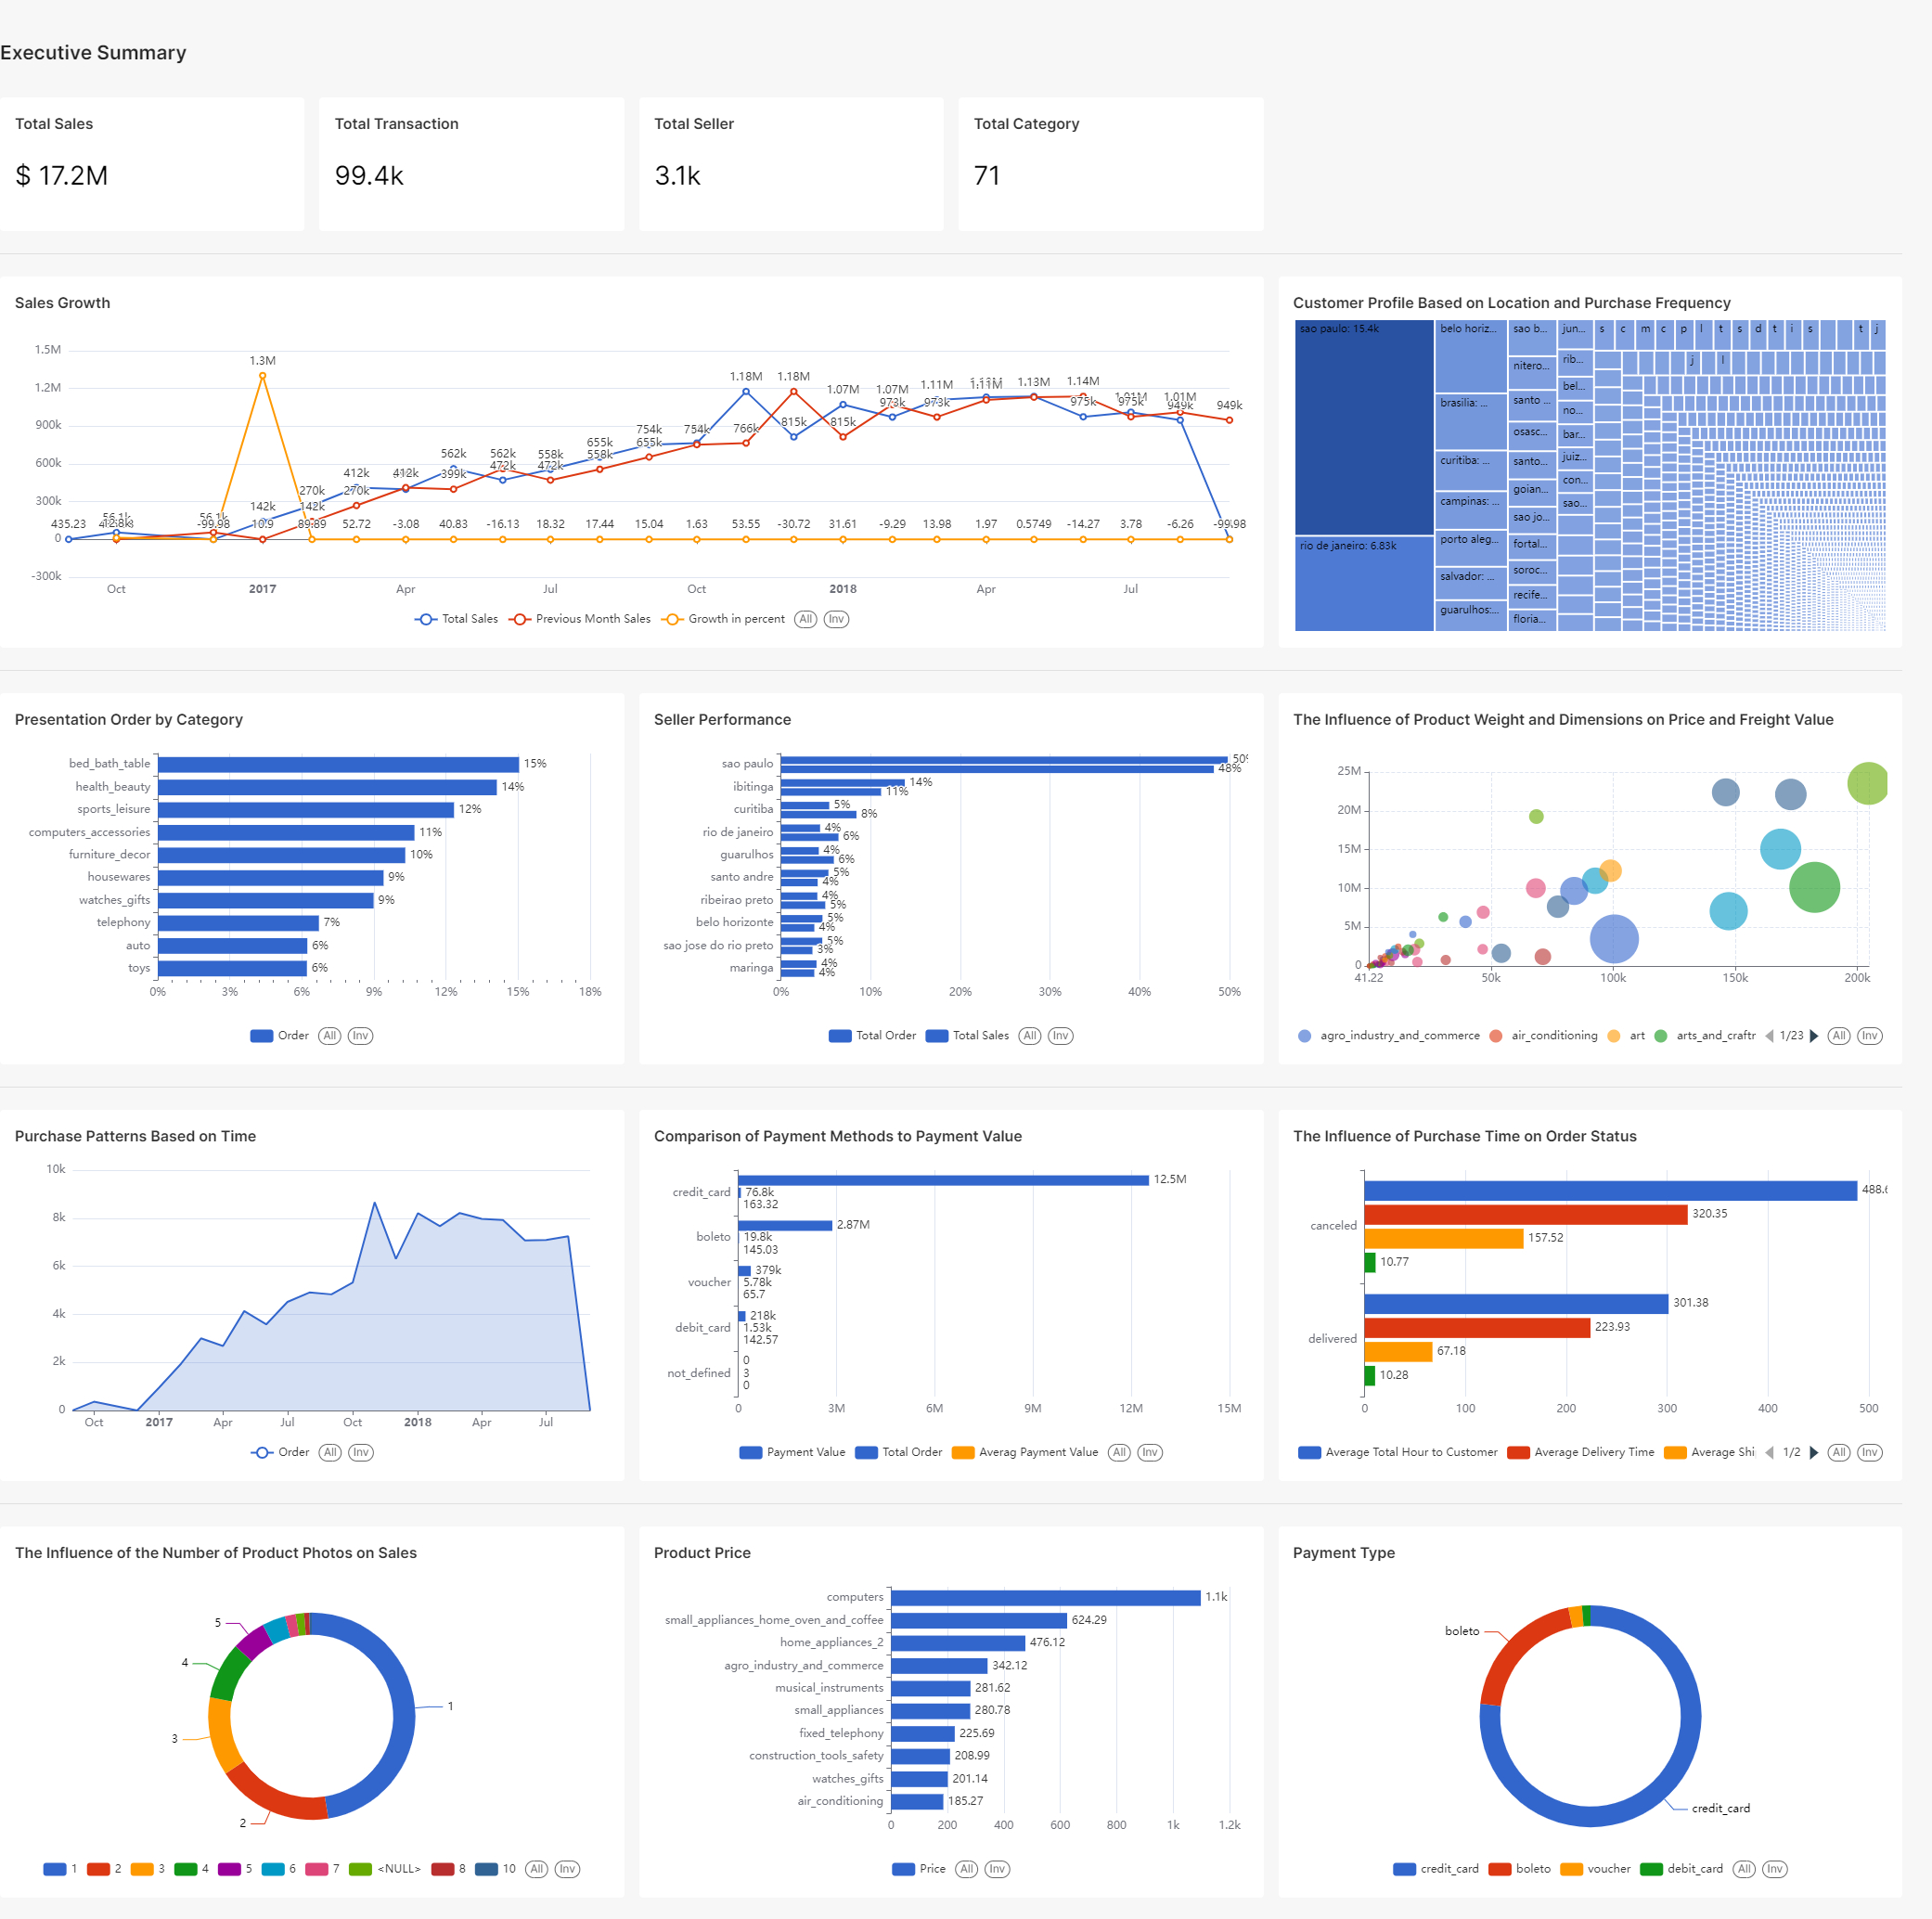 Executive Summary
Total Sales
$ 17.2M
Total Transaction
99.4k
Total Seller
3.1k
Total Category
71
Sales Growth
1.5M
1.2M
900k
600k
300k
0
-300k
1.3M
1.18M 1.18M 1.07M 1.07M 1.11M 1.11M 1.13M 1.14M 1.01M
815k 815k 973k 973k 975k 975k 949k 949k
754k 754k 766k
655k 655k
562k 562k 558k 558k
412k 412k 399k 472k 472k
270k 270k
142k 142k
56.1k 56.1k
435.23 -99.98 89.89 52.72 -3.08 40.83 -16.13 18.32 17.44 15.04 1.63 53.55 -30.72 31.61 -9.29 13.98 1.97 0.5749 -14.27 3.78 -6.26 -99.98
Oct 2017 Apr Jul Oct 2018 Apr Jul
Total Sales Previous Month Sales Growth in percent All Inv
Customer Profile Based on Location and Purchase Frequency
sao paulo: 15.4k
rio de janeiro: 6.83k
belo horiz...
brasilia: ...
curitiba: ...
campinas: ...
porto aleg...
salvador: ...
guarulhos:...
sao b...
nitero...
santo ...
osasc...
santo...
goian...
sao jo...
fortal...
soroc...
recife...
floria...
jun...
rib...
bel...
no...
bar...
juiz...
con...
sao...
s c m c p l t s d t i s t j
j l
Presentation Order by Category
bed_bath_table 15%
health_beauty 14%
sports_leisure 12%
computers_accessories 11%
furniture_decor 10%
housewares 9%
watches_gifts 9%
telephony 7%
auto 6%
toys 6%
0% 3% 6% 9% 12% 15% 18%
Order All Inv
Seller Performance
sao paulo 50% 48%
ibitinga 14% 11%
curitiba 5% 8%
rio de janeiro 4% 6%
guarulhos 4% 6%
santo andre 5% 4%
ribeirao preto 4% 5%
belo horizonte 5% 4%
sao jose do rio preto 5% 3%
maringa 4% 4%
0% 10% 20% 30% 40% 50%
Total Order Total Sales All Inv
The Influence of Product Weight and Dimensions on Price and Freight Value
25M
20M
15M
10M
5M
0
41.22 50k 100k 150k 200k
agro_industry_and_commerce air_conditioning art arts_and_craftr 1/23 All Inv
Purchase Patterns Based on Time
10k
8k
6k
4k
2k
0
Oct 2017 Apr Jul Oct 2018 Apr Jul
Order All Inv
Comparison of Payment Methods to Payment Value
credit_card 12.5M 76.8k 163.32
boleto 2.87M 19.8k 145.03
voucher 379k 5.78k 65.7
debit_card 218k 1.53k 142.57
not_defined 0 3 0
0 3M 6M 9M 12M 15M
Payment Value Total Order Averag Payment Value All Inv
The Influence of Purchase Time on Order Status
canceled 488.6 320.35 157.52 10.77
delivered 301.38 223.93 67.18 10.28
0 100 200 300 400 500
Average Total Hour to Customer Average Delivery Time Average Shi 1/2 All Inv
The Influence of the Number of Product Photos on Sales
5
4
3
2
1
1 2 3 4 5 6 7 <NULL> 8 10 All Inv
Product Price
computers 1.1k
small_appliances_home_oven_and_coffee 624.29
home_appliances_2 476.12
agro_industry_and_commerce 342.12
musical_instruments 281.62
small_appliances 280.78
fixed_telephony 225.69
construction_tools_safety 208.99
watches_gifts 201.14
air_conditioning 185.27
0 200 400 600 800 1k 1.2k
Price All Inv
Payment Type
boleto
credit_card
credit_card boleto voucher debit_card All Inv